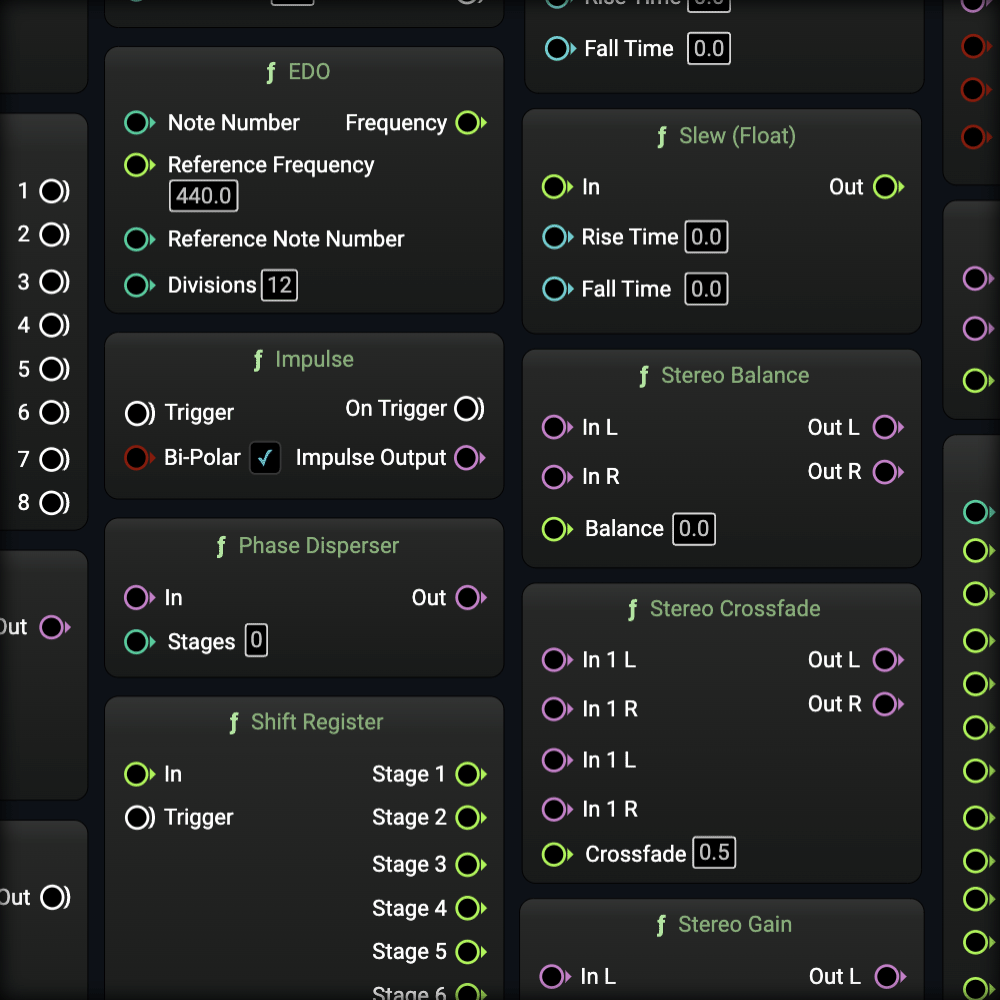 1
2
3
4
5
6
7
8
Out
Out
ƒ EDO
Note Number Frequency
Reference Frequency
440.0
Reference Note Number
Divisions 12
ƒ Impulse
Trigger On Trigger
Bi-Polar ✓ Impulse Output
ƒ Phase Disperser
In Out
Stages 0
ƒ Shift Register
In Stage 1
Trigger Stage 2
Stage 3
Stage 4
Stage 5
Stage 6
Rise Time 0.0
Fall Time 0.0
ƒ Slew (Float)
In Out
Rise Time 0.0
Fall Time 0.0
ƒ Stereo Balance
In L Out L
In R Out R
Balance 0.0
ƒ Stereo Crossfade
In 1 L Out L
In 1 R Out R
In 1 L
In 1 R
Crossfade 0.5
ƒ Stereo Gain
In L Out L